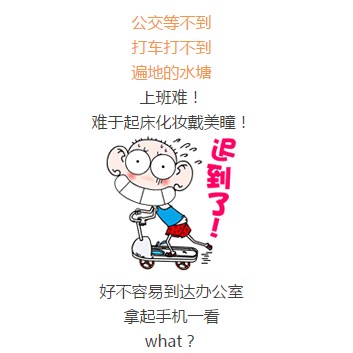 公交等不到
打车打不到
遍地的水塘
上班难！
难于起床化妆戴美瞳！
迟到了！
好不容易到达办公室
拿起手机一看
what？